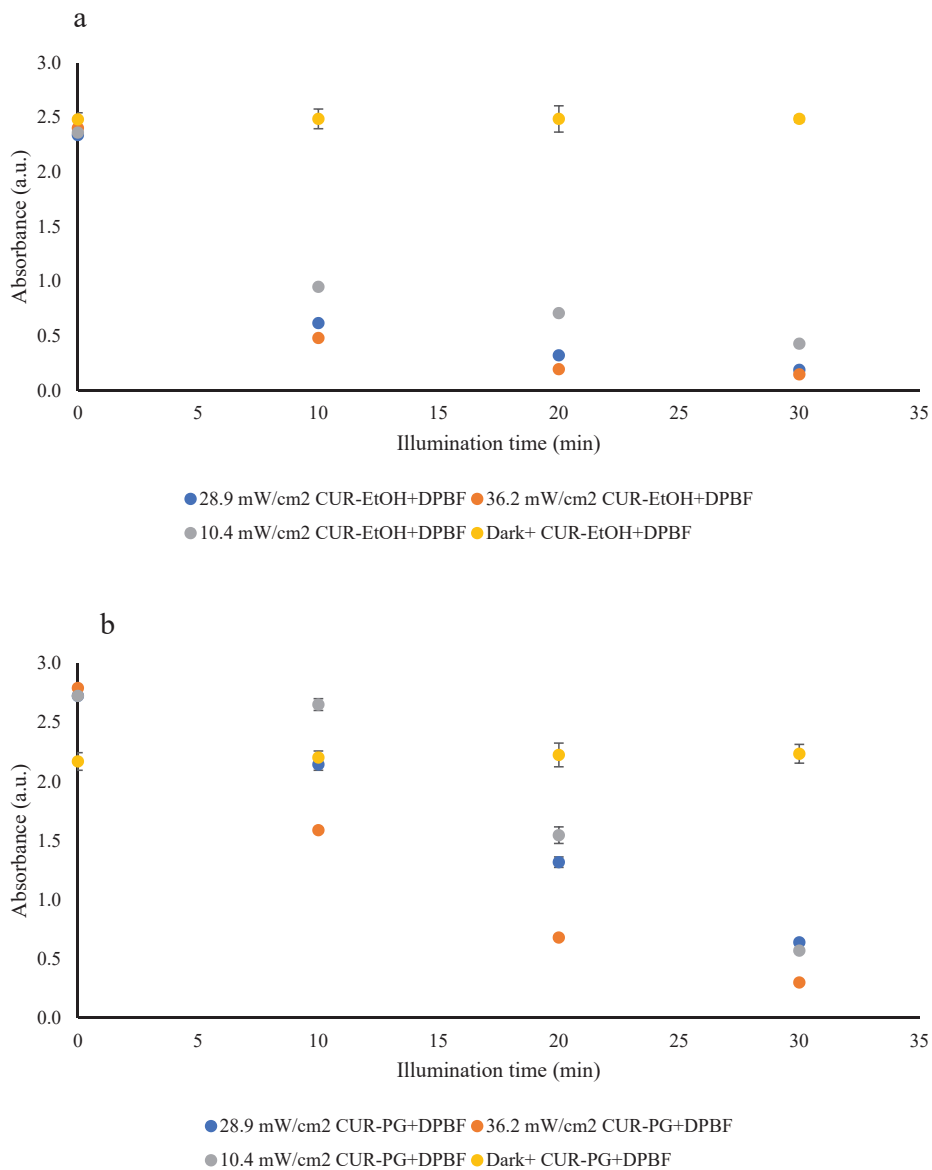 a
3.0
2.5
2.0
1.5
1.0
0.5
0.0
Absorbance (a.u.)
0 5 10 15 20 25 30 35
Illumination time (min)
28.9 mW/cm2 CUR-EtOH+DPBF 36.2 mW/cm2 CUR-EtOH+DPBF
10.4 mW/cm2 CUR-EtOH+DPBF Dark+ CUR-EtOH+DPBF
b
3.0
2.5
2.0
1.5
1.0
0.5
0.0
Absorbance (a.u.)
0 5 10 15 20 25 30 35
Illumination time (min)
28.9 mW/cm2 CUR-PG+DPBF 36.2 mW/cm2 CUR-PG+DPBF
10.4 mW/cm2 CUR-PG+DPBF Dark+ CUR-PG+DPBF